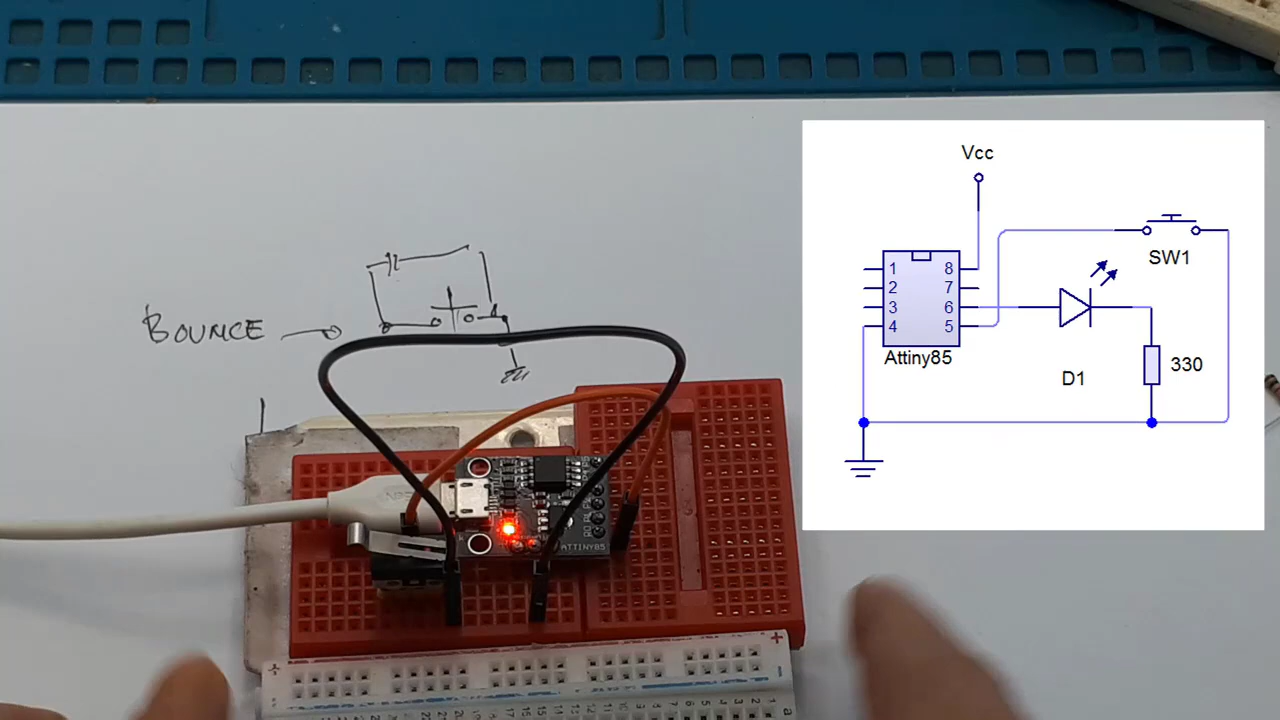 Vcc
1 8
2 7
3 6
4 5
Attiny85
SW1
D1
330
BOUNCE
ATTINY85
+ +
-
a